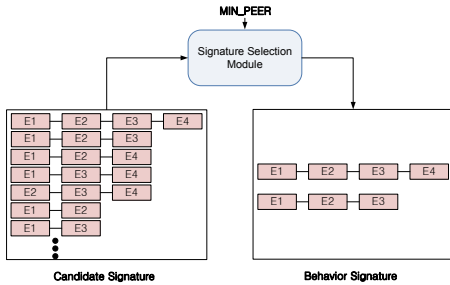 MIN_PEER
Signature Selection
Module
E1 E2 E3 E4
E1 E2 E3
E1 E2 E4
E1 E3 E4
E2 E3 E4
E1 E2
E1 E3
E1 E2 E3 E4
E1 E2 E3
Candidate Signature
Behavior Signature